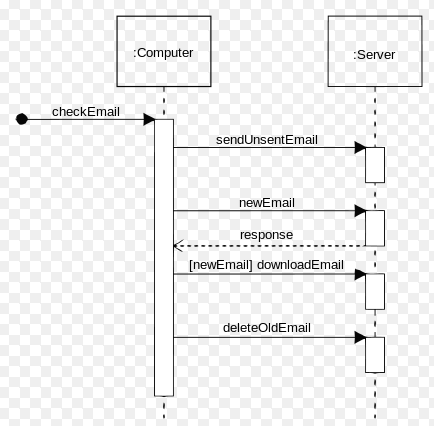 :Computer
:Server
checkEmail
sendUnsentEmail
newEmail
response
[newEmail] downloadEmail
deleteOldEmail